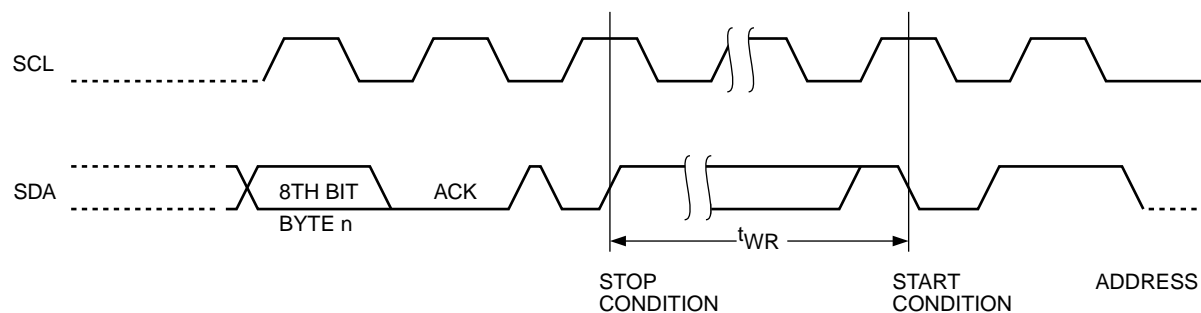 SCL
SDA
8TH BIT
ACK
BYTE n
tWR
STOP
CONDITION
START
CONDITION
ADDRESS